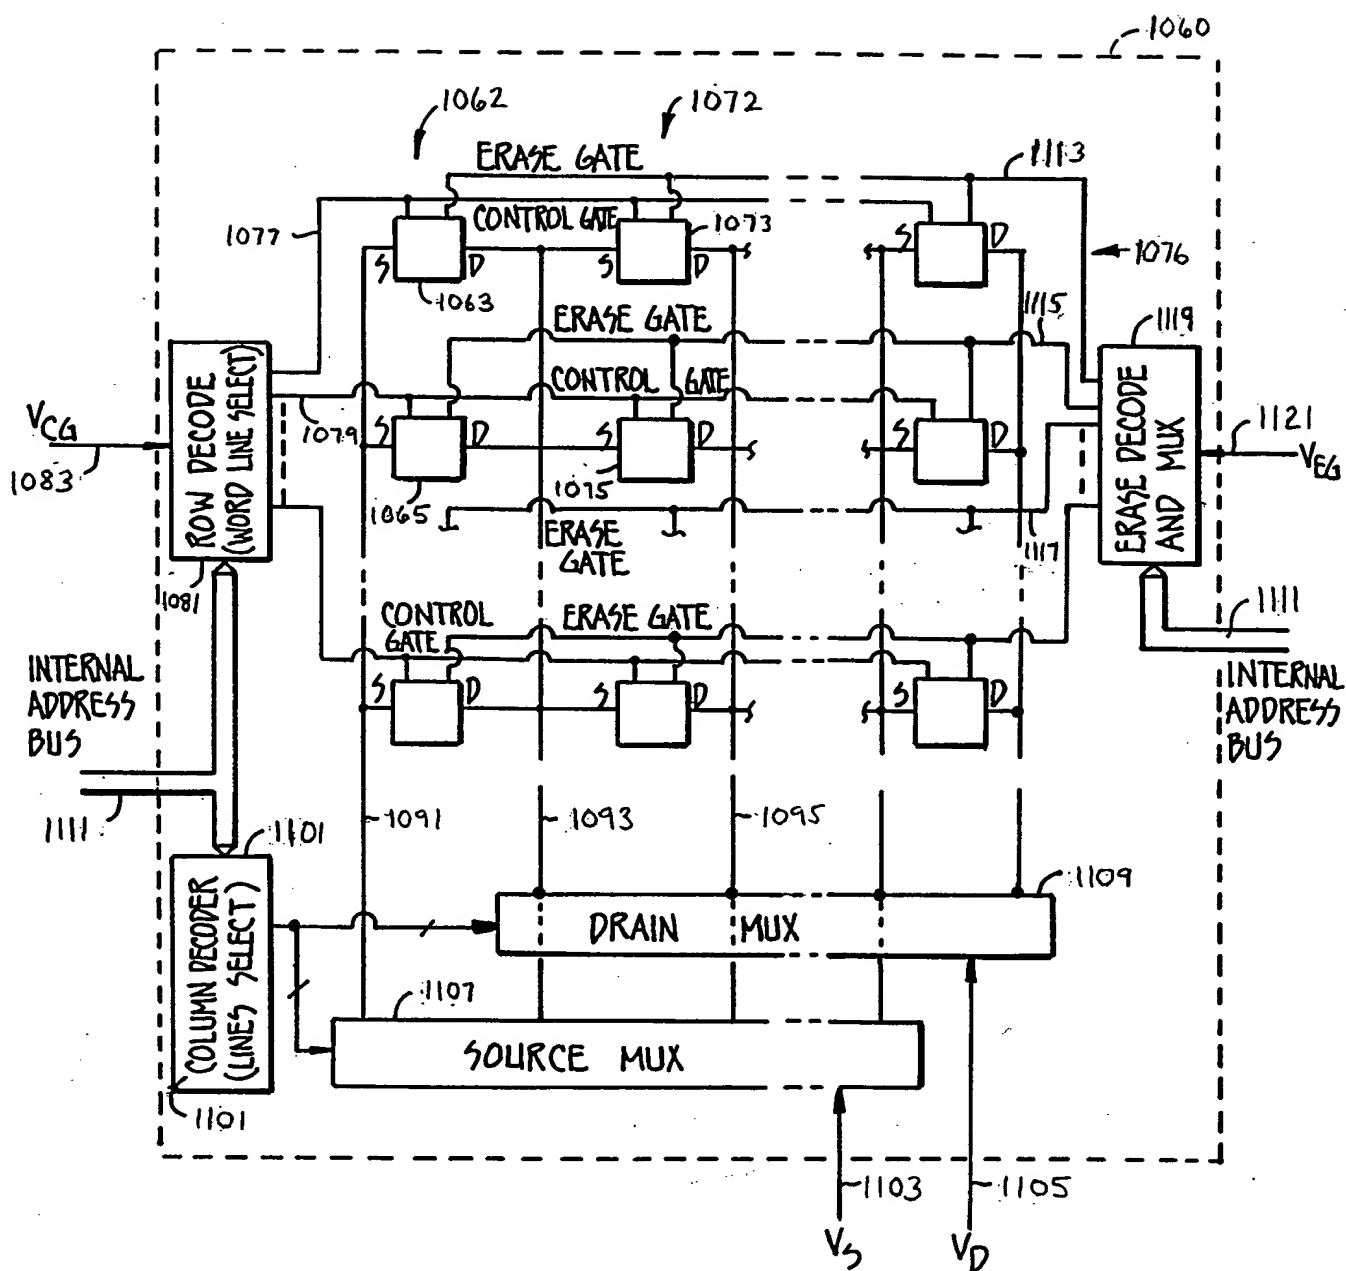 1060
1062
1072
ERASE GATE
1113
1077
CONTROL GATE
1073
S
D
S
D
S
D
1076
1063
ERASE GATE
1115
1119
ROW DECODE
(WORD LINE SELECT)
CONTROL GATE
ERASE DECODE
AND MUX
VCG
1079
1083
S
D
S
D
S
D
1121
VEG
1065
1075
1081
ERASE
GATE
1117
CONTROL
GATE
ERASE GATE
1111
INTERNAL
ADDRESS
BUS
S
D
S
D
S
D
INTERNAL
ADDRESS
BUS
1111
1101
1091
1093
1095
COLUMN DECODER
(LINES SELECT)
1109
DRAIN MUX
1107
SOURCE MUX
1101
1103
1105
VS
VD